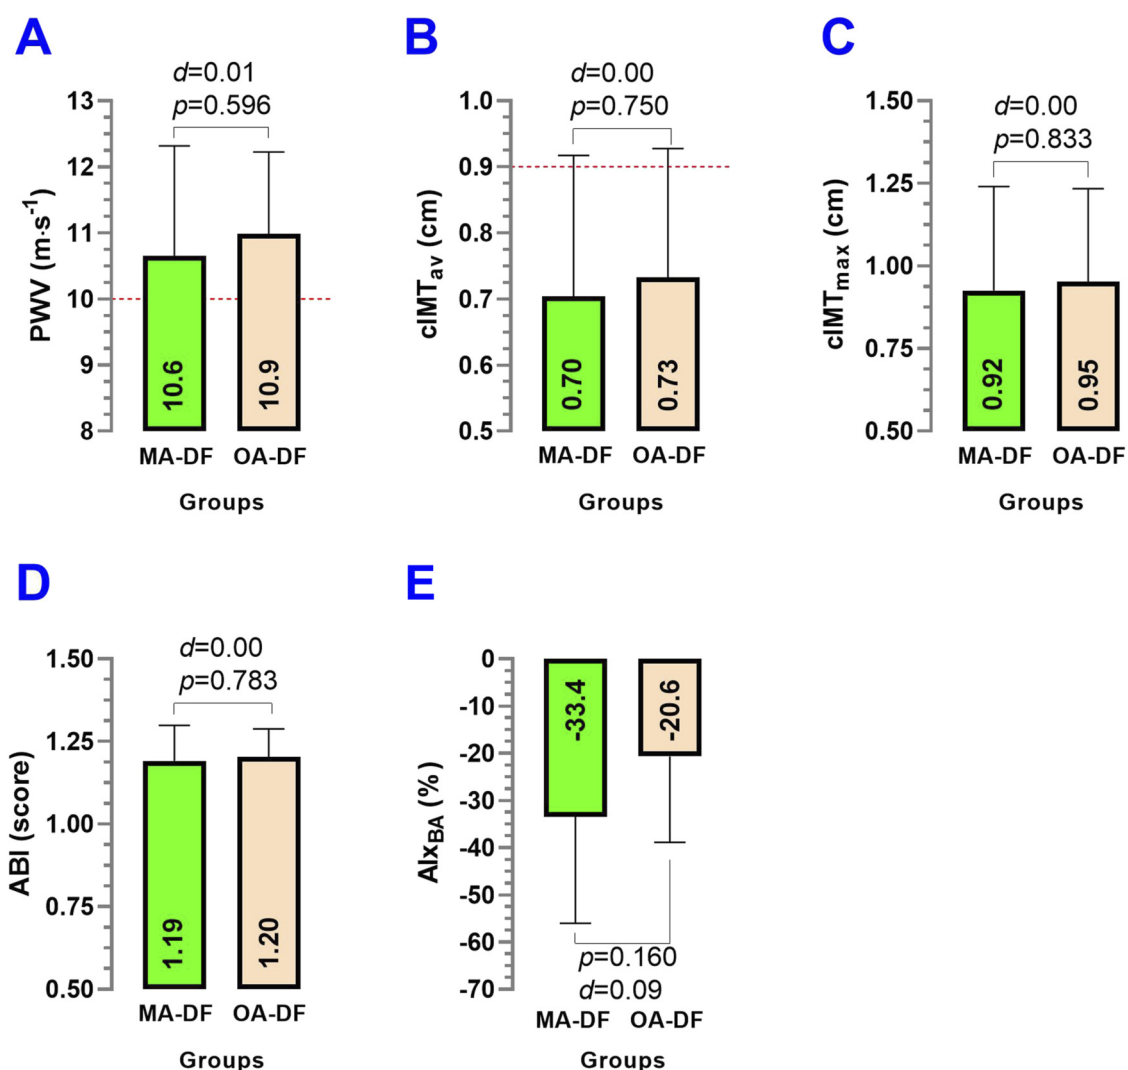 A
d=0.01
p=0.596
13
12
11
10
9
8
PWV (m·s⁻¹)
10.6
10.9
MA-DF OA-DF
Groups
B
d=0.00
p=0.750
1.0
0.9
0.8
0.7
0.6
0.5
cIMTav (cm)
0.70
0.73
MA-DF OA-DF
Groups
C
d=0.00
p=0.833
1.50
1.25
1.00
0.75
0.50
cIMTmax (cm)
0.92
0.95
MA-DF OA-DF
Groups
D
d=0.00
p=0.783
1.50
1.25
1.00
0.75
0.50
ABI (score)
1.19
1.20
MA-DF OA-DF
Groups
E
0
-10
-20
-30
-40
-50
-60
-70
AIxBA (%)
-33.4
-20.6
p=0.160
d=0.09
MA-DF OA-DF
Groups